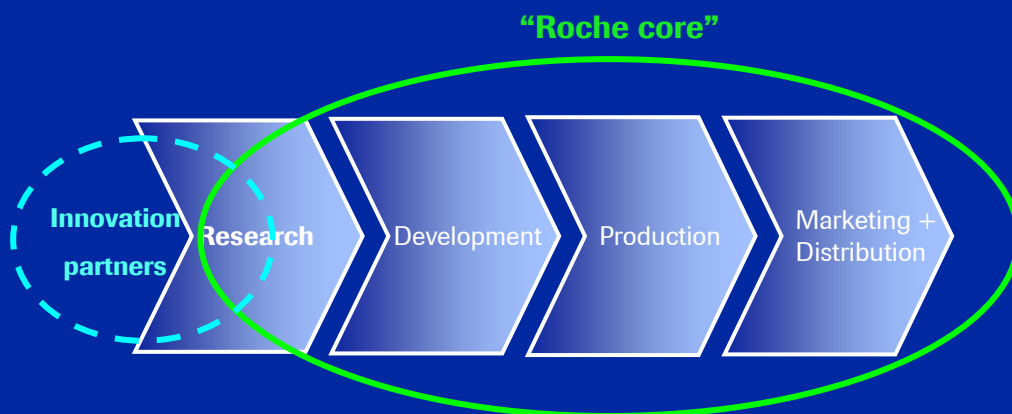 “Roche core”
Innovation
partners
Research
Development
Production
Marketing +
Distribution